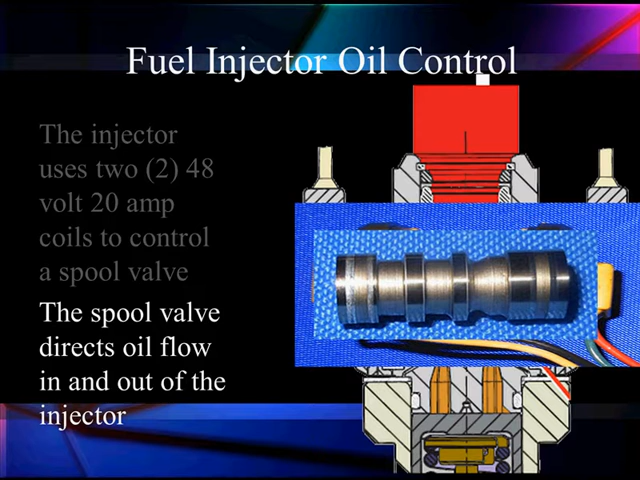 Fuel Injector Oil Control
The injector
uses two (2) 48
volt 20 amp
coils to control
a spool valve
The spool valve
directs oil flow
in and out of the
injector